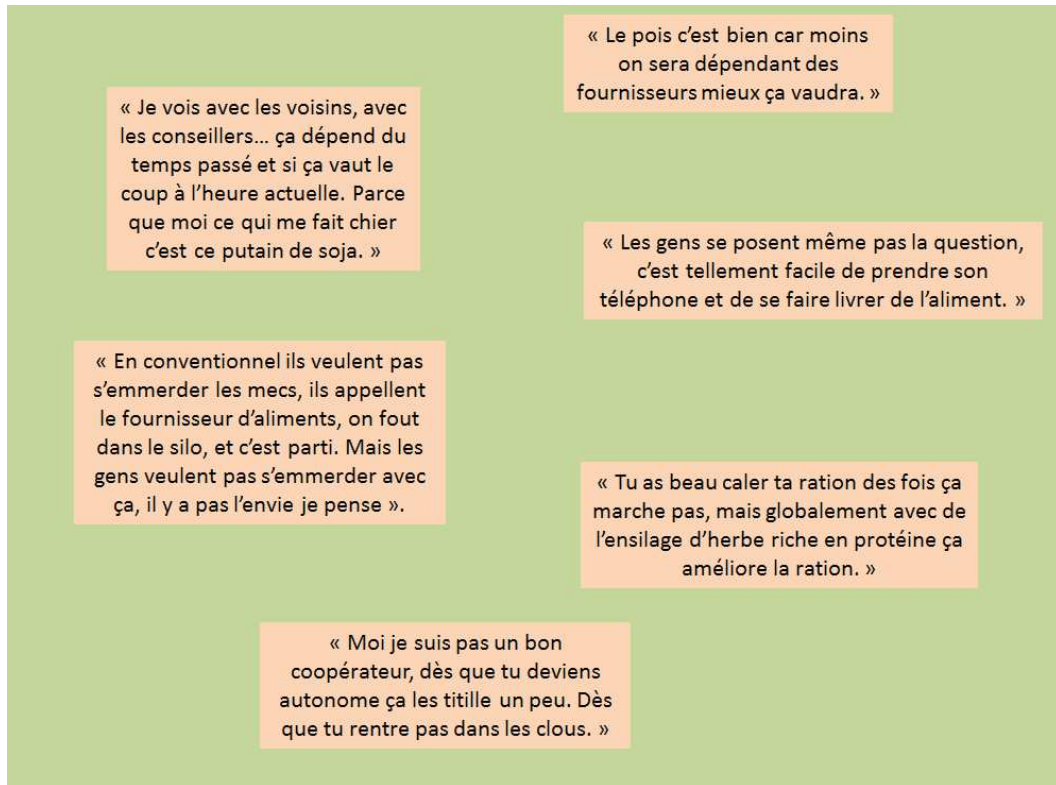 « Le pois c’est bien car moins
on sera dépendant des
fournisseurs mieux ça vaudra. »
« Je vois avec les voisins, avec
les conseillers… ça dépend du
temps passé et si ça vaut le
coup à l’heure actuelle. Parce
que moi ce qui me fait chier
c’est ce putain de soja. »
« Les gens se posent même pas la question,
c’est tellement facile de prendre son
téléphone et de se faire livrer de l’aliment. »
« En conventionnel ils veulent pas
s’emmerder les mecs, ils appellent
le fournisseur d’aliments, on fout
dans le silo, et c’est parti. Mais les
gens veulent pas s’emmerder avec
ça, il y a pas l’envie je pense ».
« Tu as beau caler ta ration des fois ça
marche pas, mais globalement avec de
l’ensilage d’herbe riche en protéine ça
améliore la ration. »
« Moi je suis pas un bon
coopérateur, dès que tu deviens
autonome ça les titille un peu. Dès
que tu rentre pas dans les clous. »